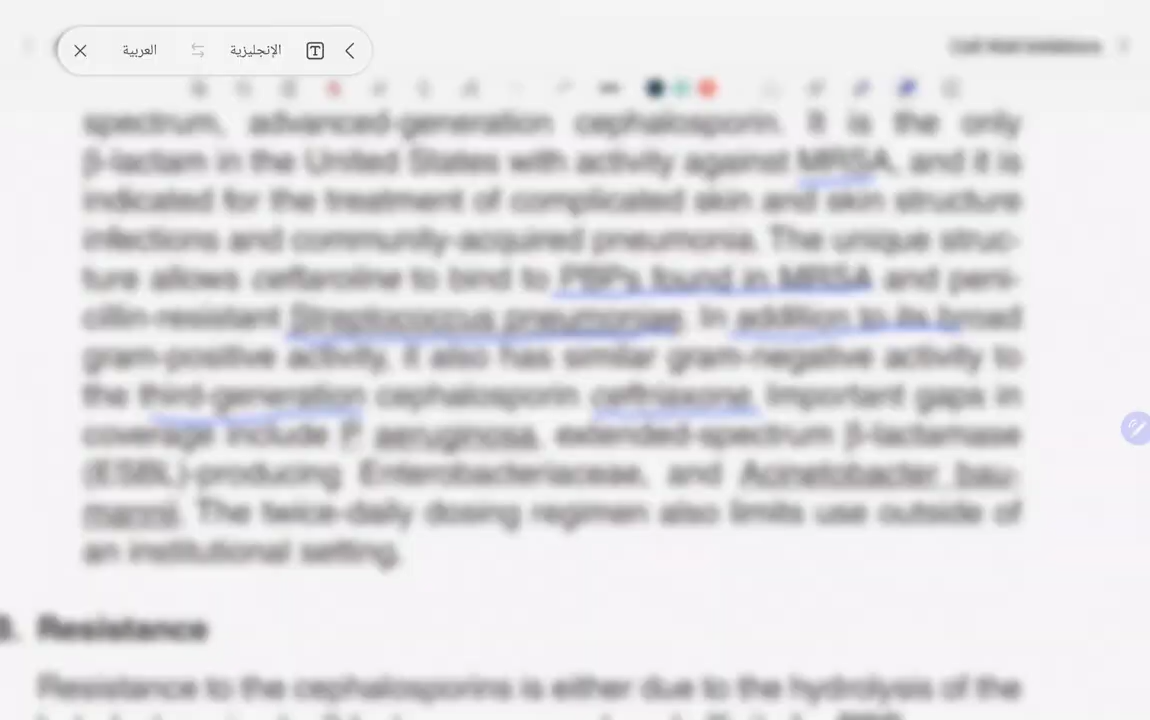 العربية
الإنجليزية
T
Cell Wall Inhibitors
spectrum, advanced-generation cephalosporin. It is the only
β-lactam in the United States with activity against MRSA, and it is
indicated for the treatment of complicated skin and skin structure
infections and community-acquired pneumonia. The unique struc-
ture allows ceftaroline to bind to PBPs found in MRSA and peni-
cillin-resistant Streptococcus pneumoniae. In addition to its broad
gram-positive activity, it also has similar gram-negative activity to
the third-generation cephalosporin ceftriaxone. Important gaps in
coverage include P. aeruginosa, extended-spectrum β-lactamase
(ESBL)-producing Enterobacteriaceae, and Acinetobacter bau-
mannii. The twice-daily dosing regimen also limits use outside of
an institutional setting.
B. Resistance
Resistance to the cephalosporins is either due to the hydrolysis of the